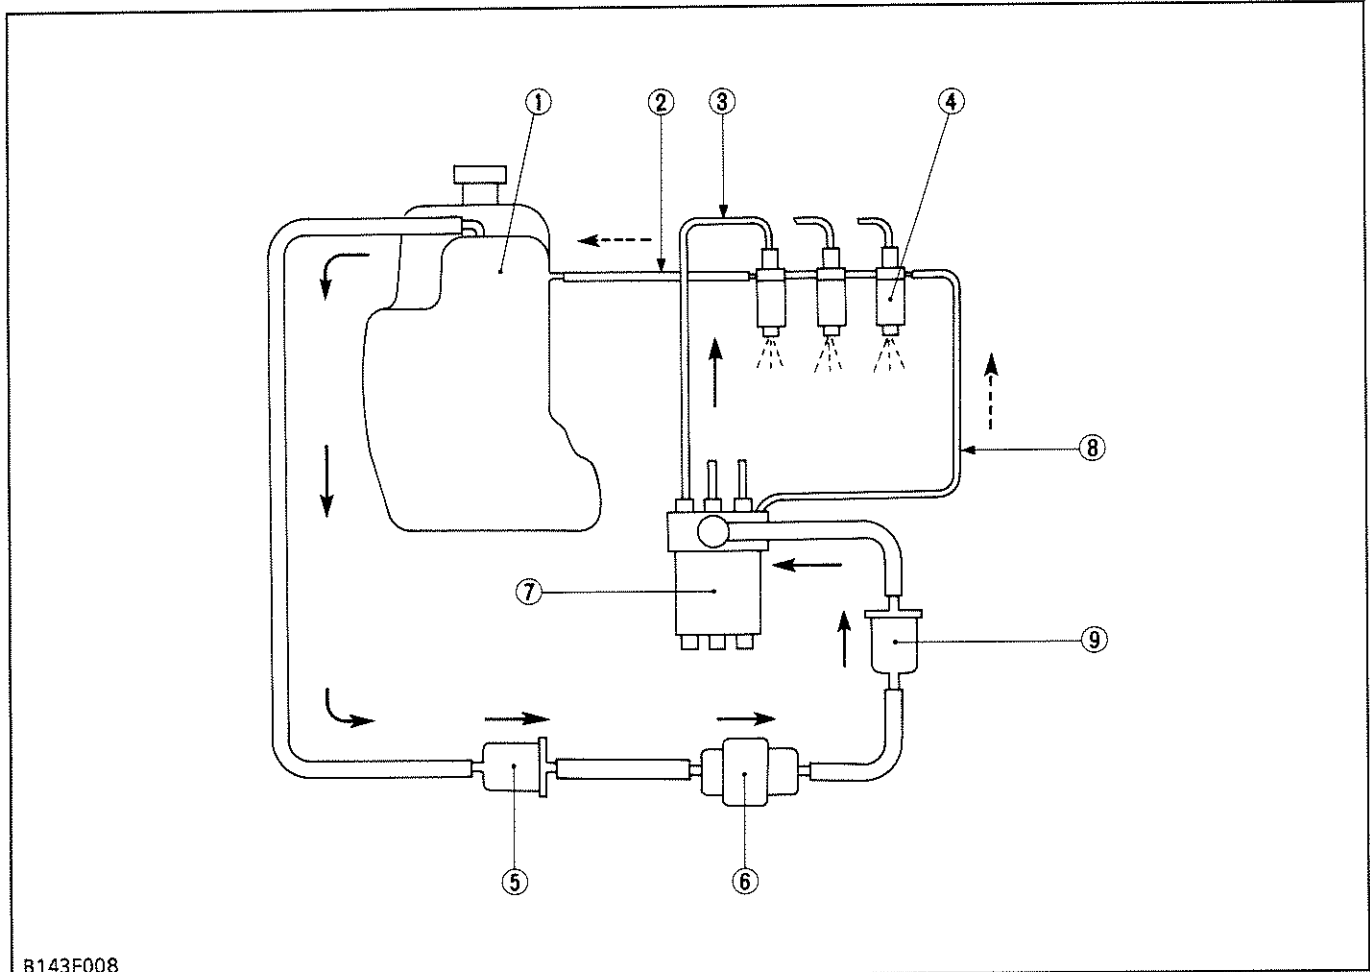 ① ② ③ ④
⑧
⑦
⑨
⑤ ⑥
B143F008